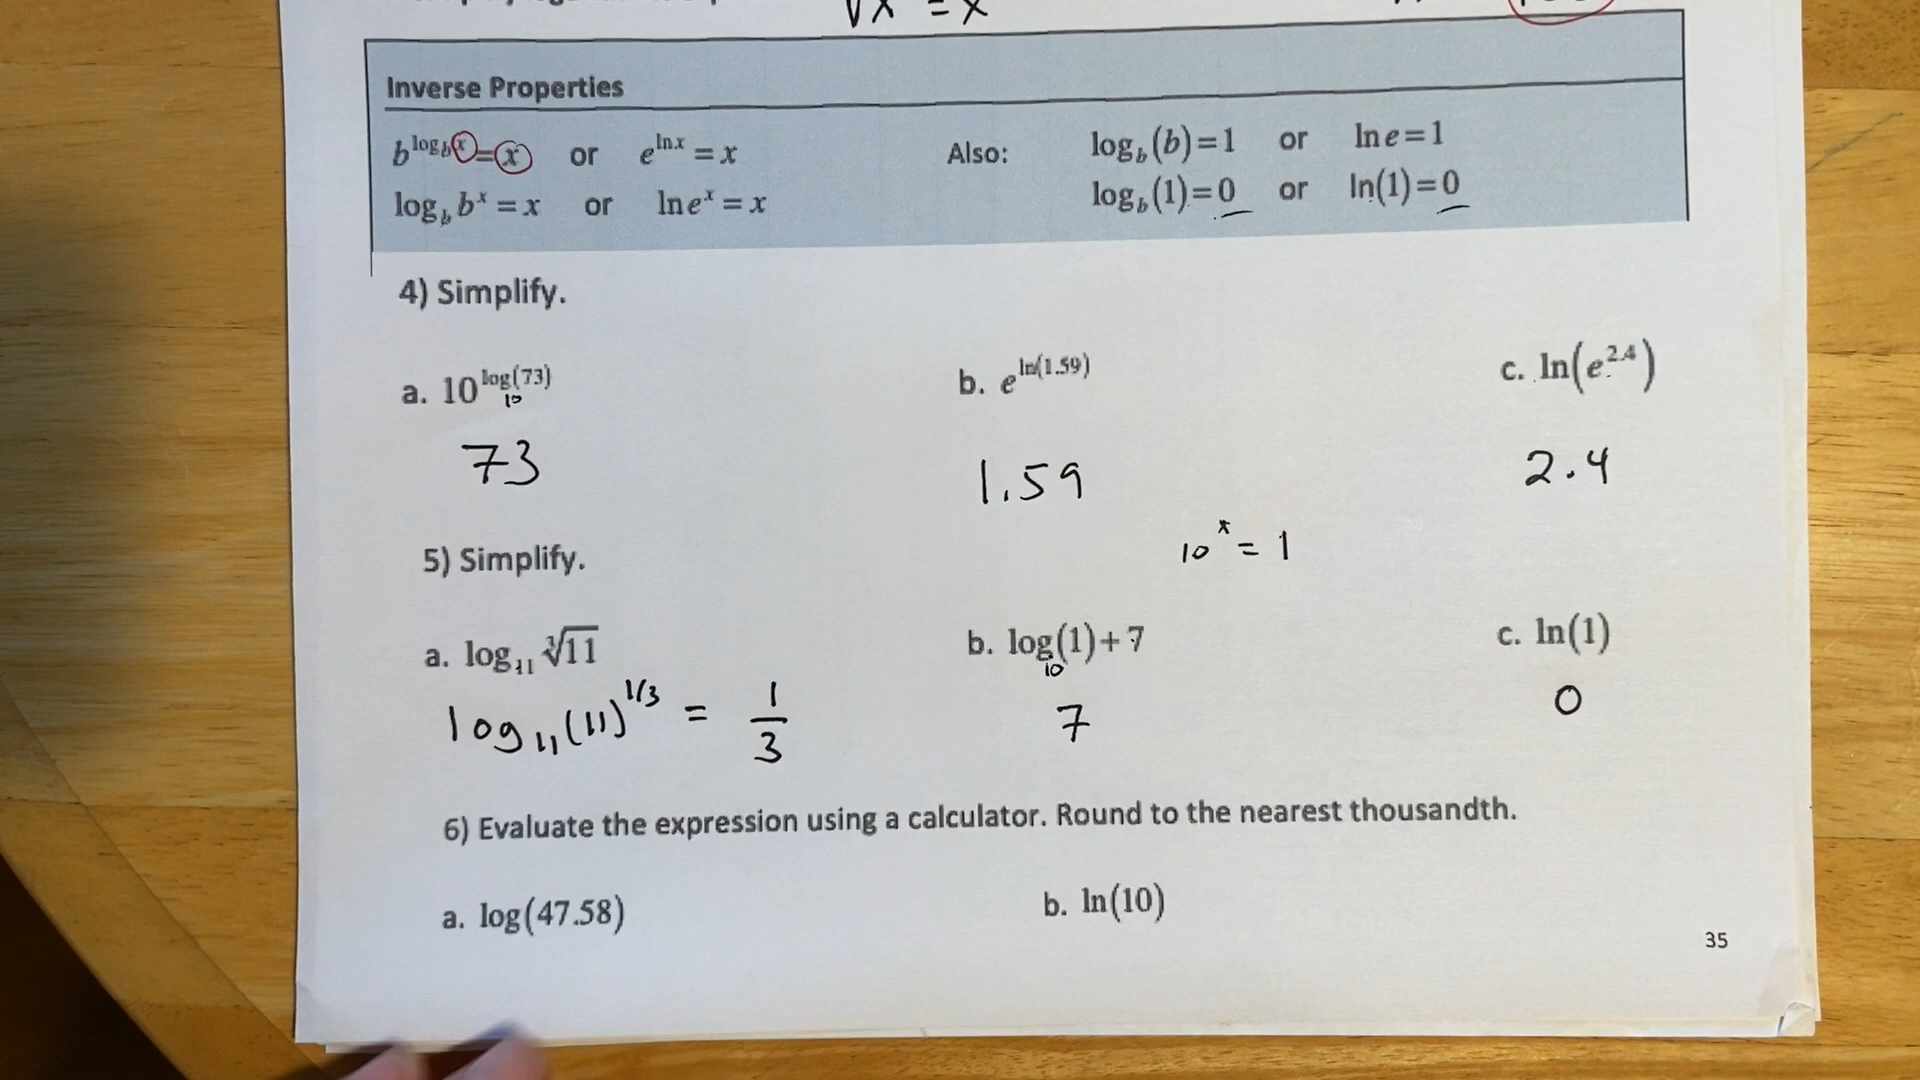 √x = x
Inverse Properties
b^(log_b x) = x or e^(ln x) = x Also: log_b(b)=1 or ln e=1
log_b b^x = x or ln e^x = x log_b(1)=0 or ln(1)=0
4) Simplify.
a. 10^(log(73)) b. e^(ln(1.59)) c. ln(e^2.4)
10
73 1.59 2.4
10^x = 1
5) Simplify.
a. log_11 ∛11 b. log(1)+7 c. ln(1)
10
log_11(11)^1/3 = 1/3 7 0
6) Evaluate the expression using a calculator. Round to the nearest thousandth.
a. log(47.58) b. ln(10)
35